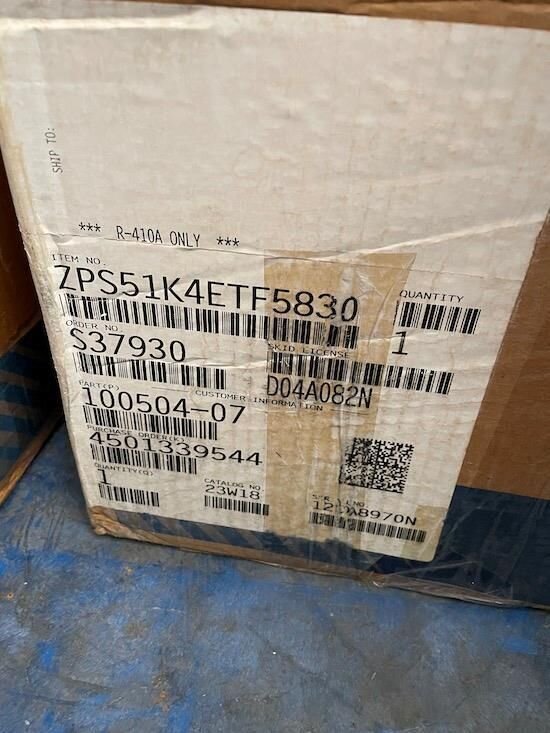 SHIP TO:
*** R-410A ONLY ***
ITEM NO.
ZPS51K4ETF5830
QUANTITY
1
ORDER NO.
S37930
SKID LICENSE
D04A082N
PART(P)
CUSTOMER INFORMATION
100504-07
PURCHASE ORDER(K)
4501339544
QUANTITY(Q)
1
CATALOG NO
23W18